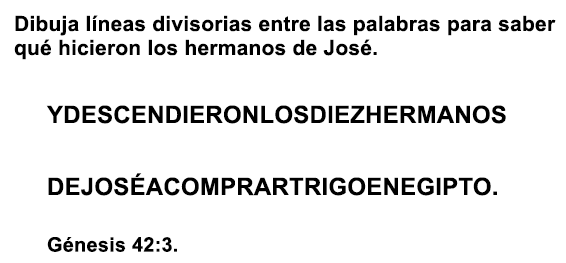 Dibuja líneas divisorias entre las palabras para saber
qué hicieron los hermanos de José.
YDESCENDIERONLOSDIEZHERMANOS
DEJOSÉACOMPRARTRIGOENEGIPTO.
Génesis 42:3.